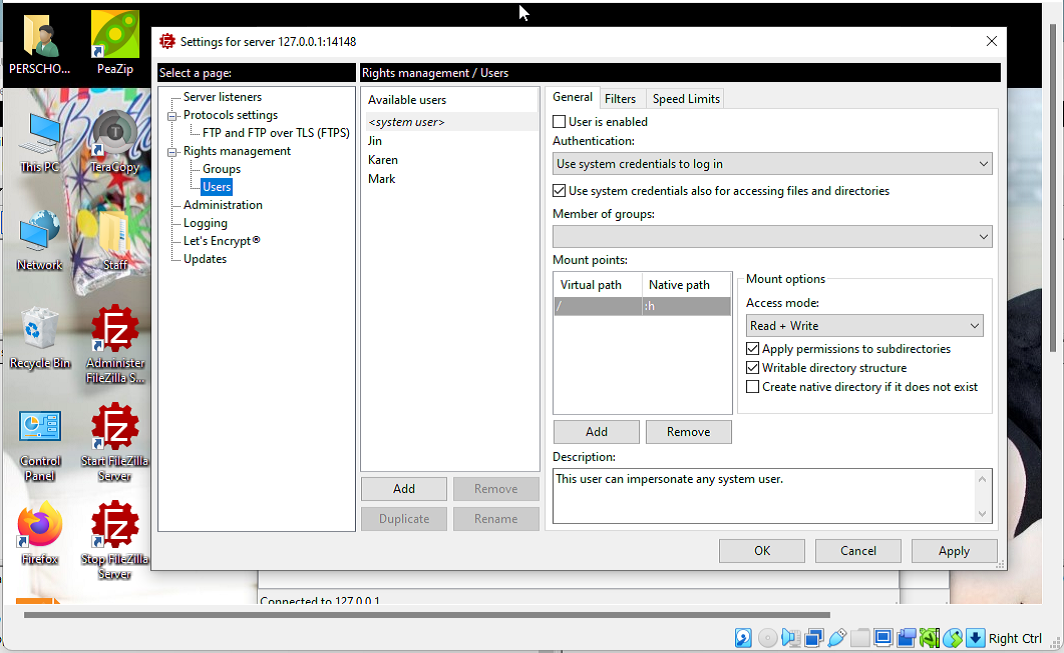 PERSCHO...
PeaZip
This PC
TeraCopy
Network
Staff
Recycle Bin
Administer
FileZilla S...
Control
Panel
Start FileZilla
Server
Firefox
Stop FileZilla
Server
Settings for server 127.0.0.1:14148
Select a page:
Server listeners
Protocols settings
FTP and FTP over TLS (FTPS)
Rights management
Groups
Users
Administration
Logging
Let's Encrypt®
Updates
Rights management / Users
Available users
<system user>
Jin
Karen
Mark
Add
Remove
Duplicate
Rename
General
Filters
Speed Limits
User is enabled
Authentication:
Use system credentials to log in
Use system credentials also for accessing files and directories
Member of groups:
Mount points:
Virtual path
Native path
/
:h
Add
Remove
Mount options
Access mode:
Read + Write
Apply permissions to subdirectories
Writable directory structure
Create native directory if it does not exist
Description:
This user can impersonate any system user.
OK
Cancel
Apply
Connected to 127.0.0.1
Right Ctrl